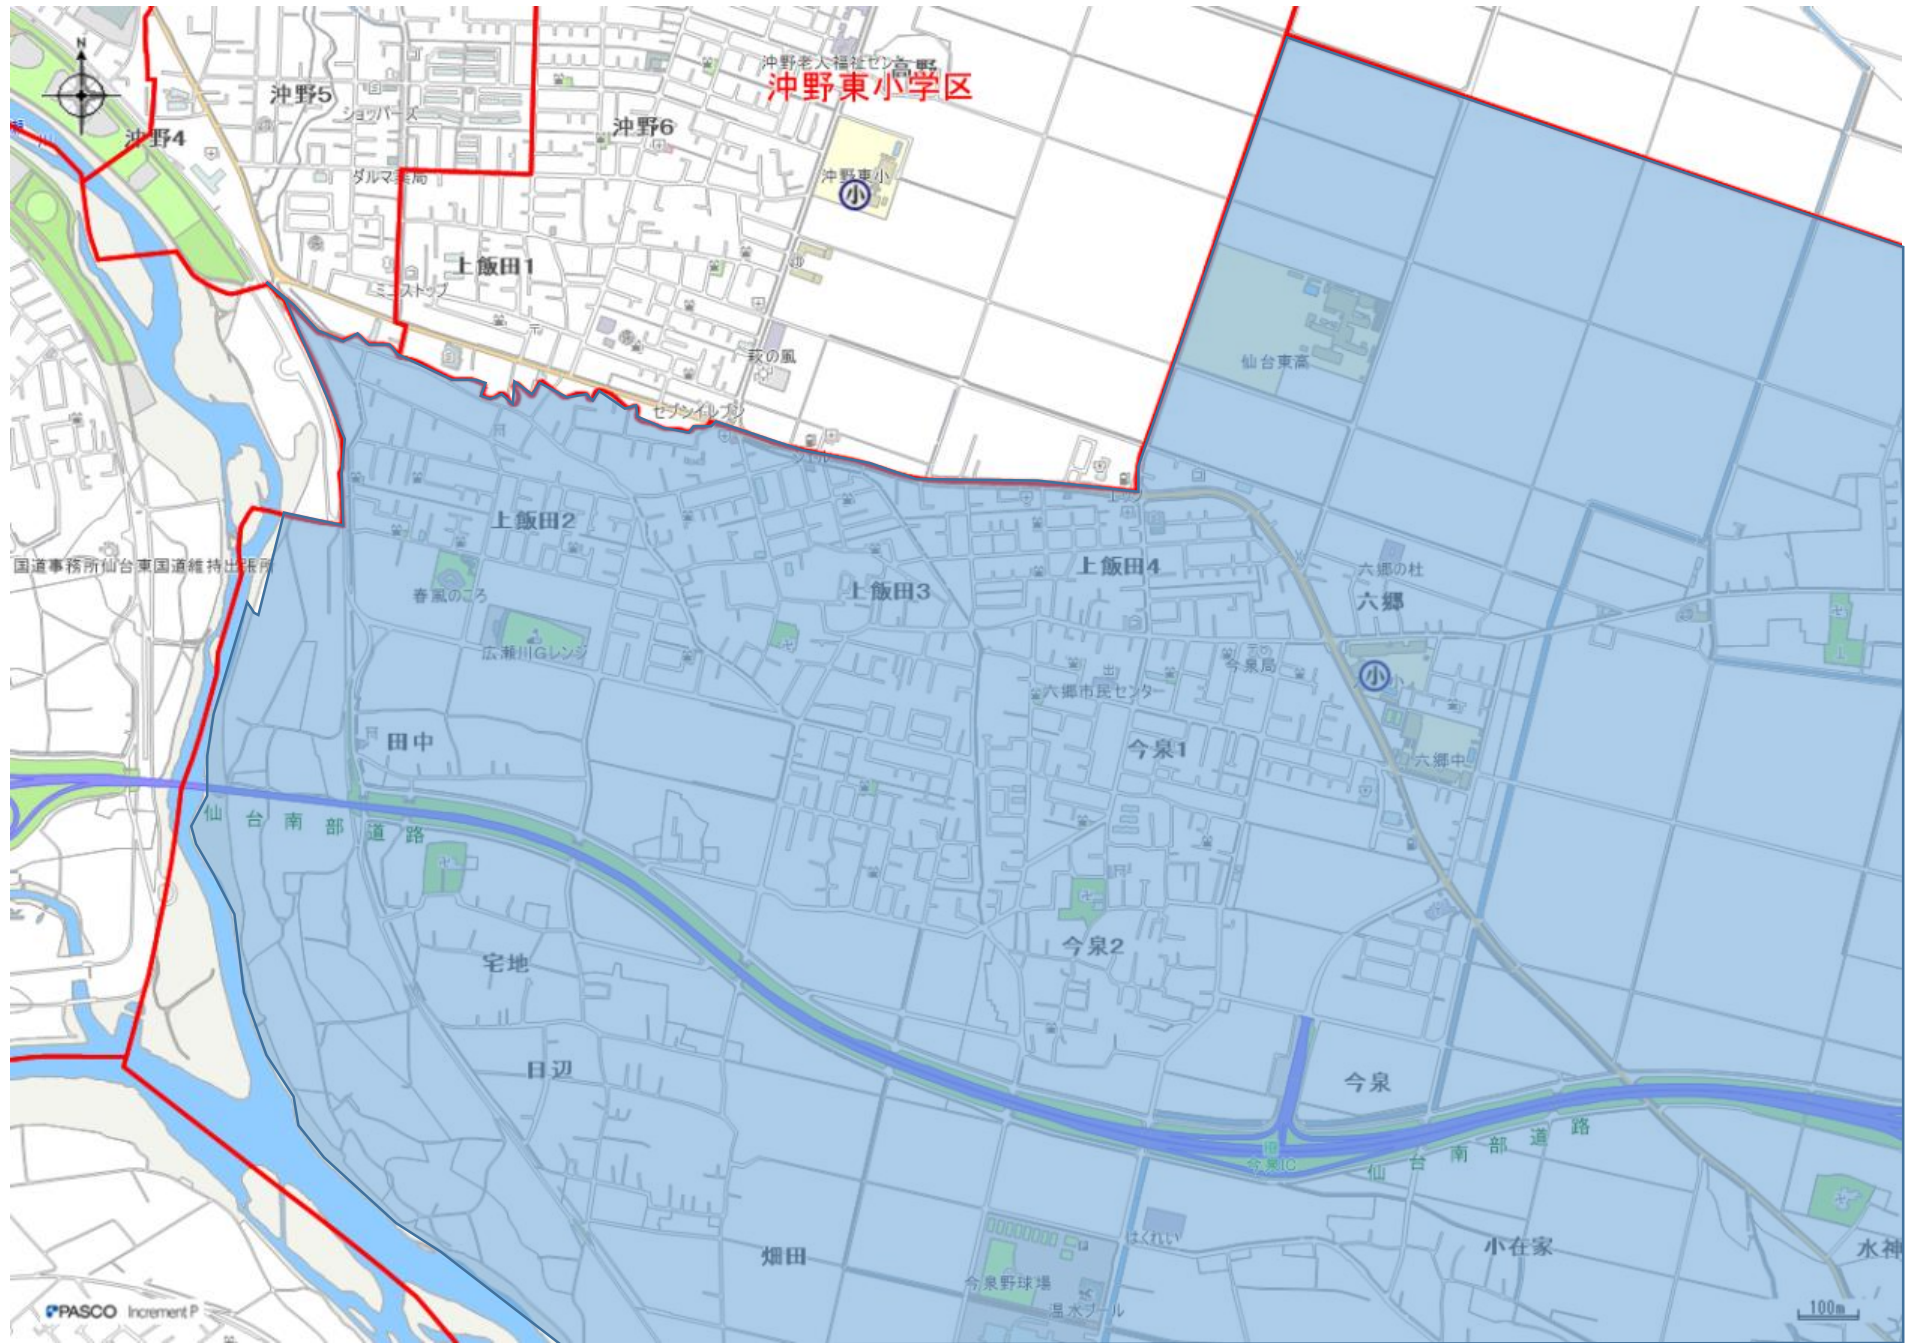 N
沖野老人福祉センター
高野
沖野東小学区
沖野5
ショッパーズ
沖野4
沖野6
ダルマ薬局
沖野東小
小
上飯田1
ミニストップ
萩の風
仙台東高
セブンイレブン
上飯田2
国道事務所仙台東国道維持出張所
上飯田4
六郷の杜
上飯田3
六郷
春風のころ
広瀬川Gレンジ
今泉局
小
六郷市民センター
田中
今泉1
六郷中
仙台南部道路
今泉2
宅地
日辺
今泉
仙台南部道路
今泉IC
はくれい
小在家
水神
畑田
今泉野球場
温水プール
PASCO Increment P
100m